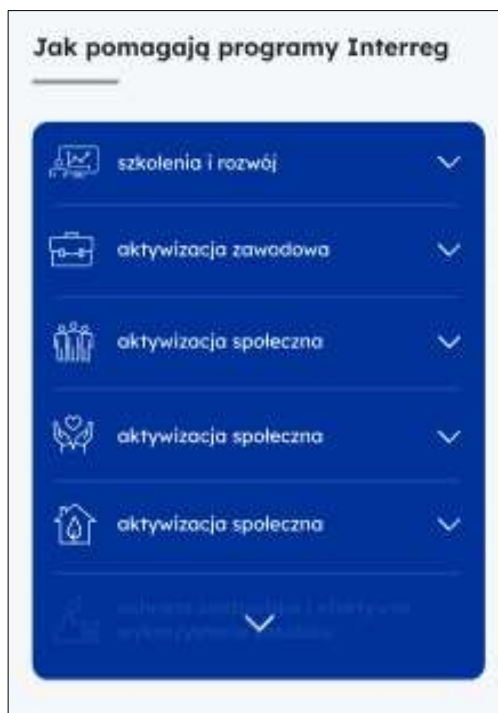 Jak pomagają programy Interreg
szkolenia i rozwój
aktywizacja zawodowa
aktywizacja społeczna
aktywizacja społeczna
aktywizacja społeczna